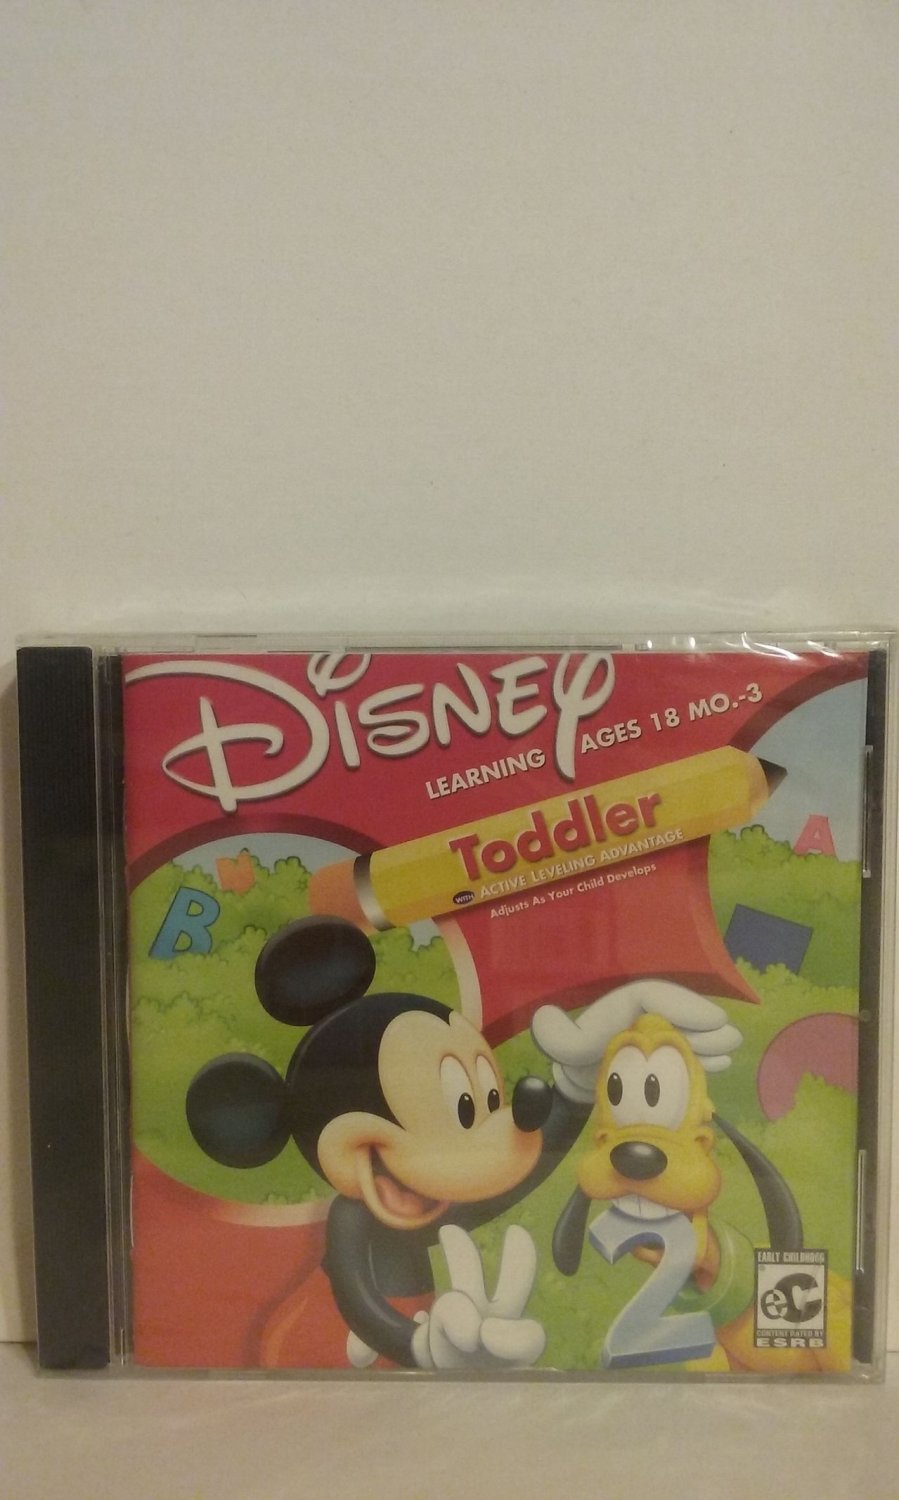 Disney
LEARNING AGES 18 MO.-3
Toddler
WITH ACTIVE LEVELING ADVANTAGE
Adjusts As Your Child Develops
B
A
2
EARLY CHILDHOOD
eC
CONTENT RATED BY
ESRB